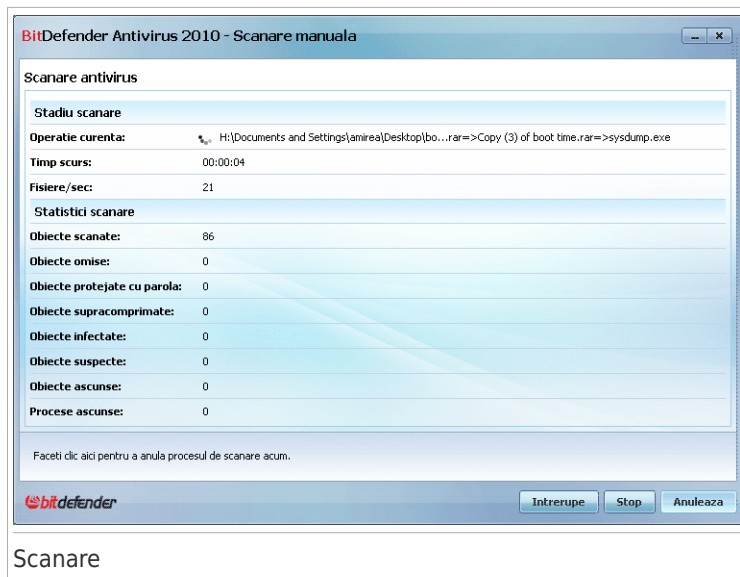 BitDefender Antivirus 2010 - Scanare manuala
Scanare antivirus
Stadiu scanare
Operatie curenta: H:\Documents and Settings\amirea\Desktop\bo...rar=>Copy (3) of boot time.rar=>sysdump.exe
Timp scurs: 00:00:04
Fisiere/sec: 21
Statistici scanare
Obiecte scanate: 86
Obiecte omise: 0
Obiecte protejate cu parola: 0
Obiecte supracomprimate: 0
Obiecte infectate: 0
Obiecte suspecte: 0
Obiecte ascunse: 0
Procese ascunse: 0
Faceti clic aici pentru a anula procesul de scanare acum.
bitdefender Intrerupe Stop Anuleaza
Scanare